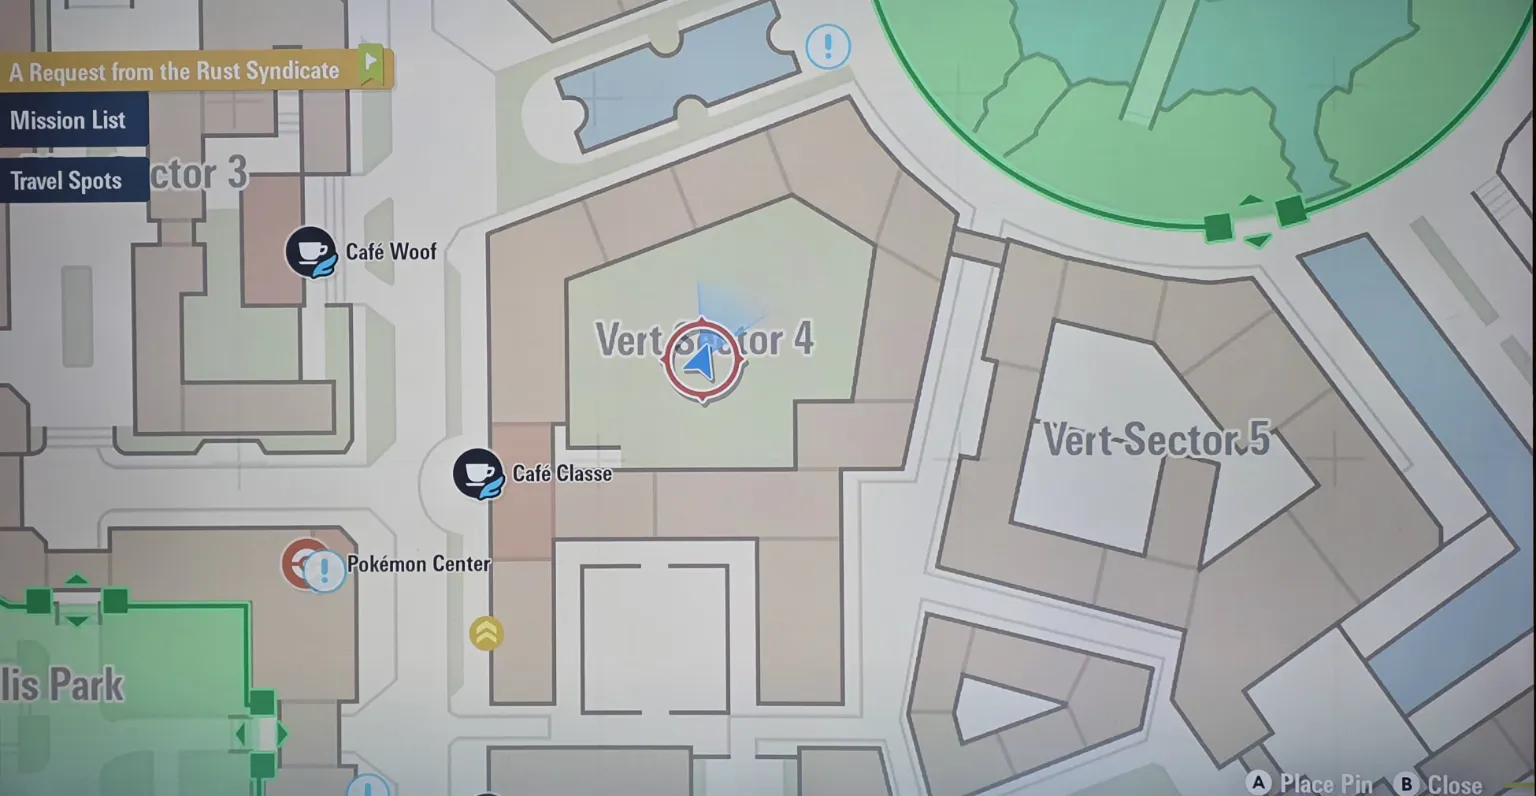 A Request from the Rust Syndicate
Mission List
Travel Spots
ctor 3
Café Woof
Vert Sector 4
Café Classe
Vert Sector 5
Pokémon Center
lis Park
A Place Pin B Close